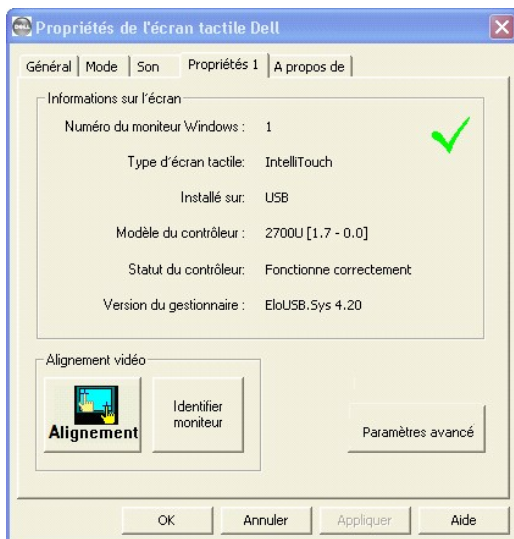 Propriétés de l'écran tactile Dell
Général
Mode
Son
Propriétés 1
A propos de
Informations sur l'écran
Numéro du moniteur Windows : 1
Type d'écran tactile: IntelliTouch
Installé sur: USB
Modèle du contrôleur : 2700U [1.7 - 0.0]
Statut du contrôleur: Fonctionne correctement
Version du gestionnaire : EloUSB.Sys 4.20
Alignement vidéo
Alignement
Identifier
moniteur
Paramètres avancé
OK
Annuler
Appliquer
Aide